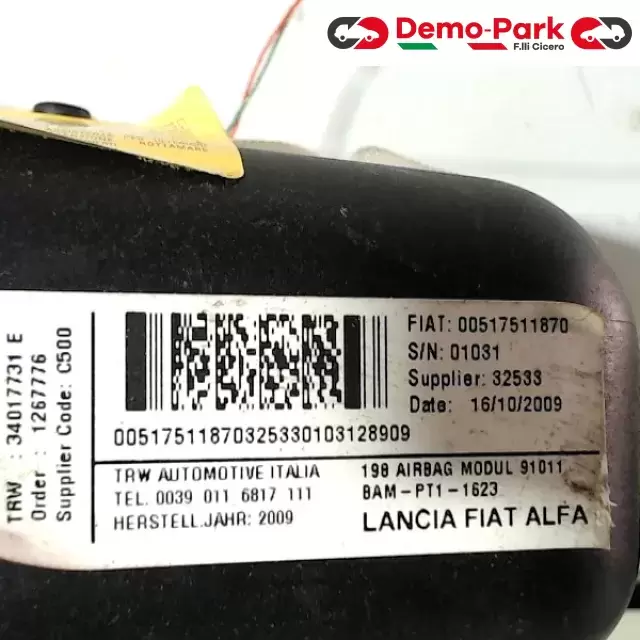 Demo-Park
F.lli Cicero
ROTTAMARE
TRW : 34017731 E
Order : 1267776
Supplier Code: C500
FIAT: 00517511870
S/N: 01031
Supplier: 32533
Date: 16/10/2009
00517511870325330103128909
TRW AUTOMOTIVE ITALIA
TEL. 0039 011 6817 111
HERSTELL.JAHR: 2009
198 AIRBAG MODUL 91011
BAM-PT1-1623
LANCIA FIAT ALFA